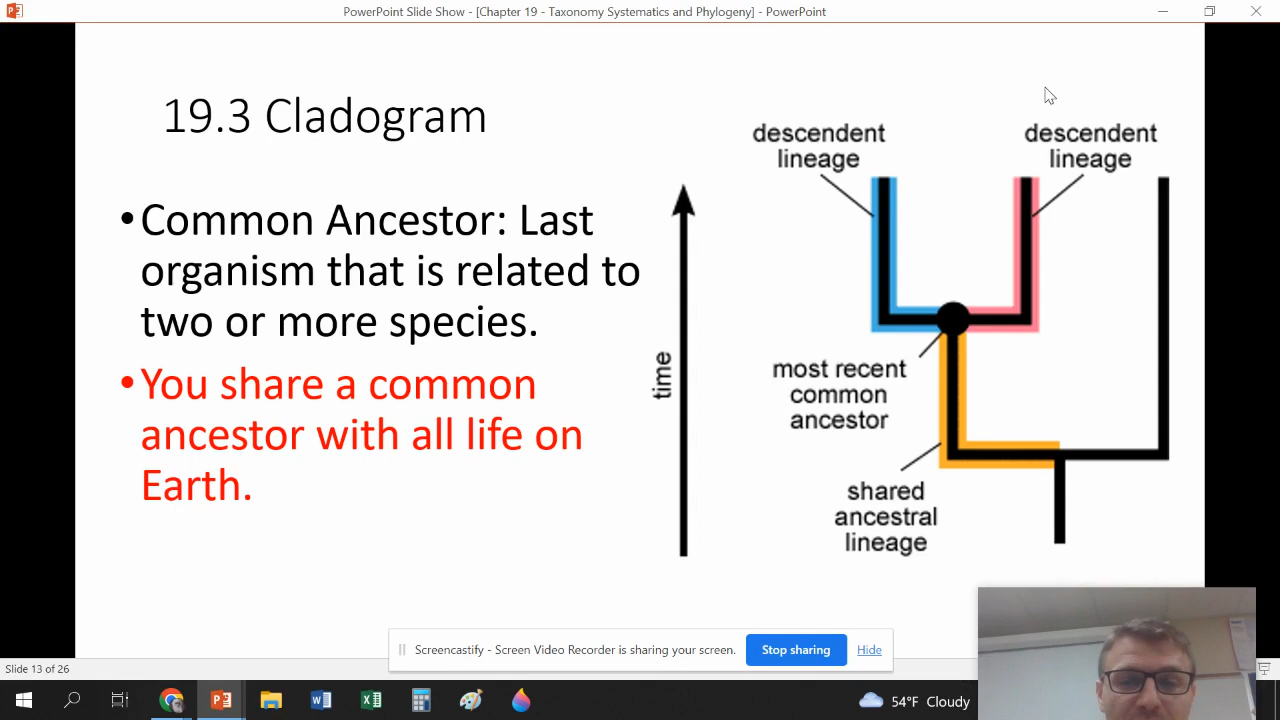 PowerPoint Slide Show - [Chapter 19 - Taxonomy Systematics and Phylogeny] - PowerPoint
19.3 Cladogram
•Common Ancestor: Last
organism that is related to
two or more species.
•You share a common
ancestor with all life on
Earth.
time
descendent
lineage
descendent
lineage
most recent
common
ancestor
shared
ancestral
lineage
Screencastify - Screen Video Recorder is sharing your screen.
Stop sharing
Hide
Slide 13 of 26
54°F Cloudy